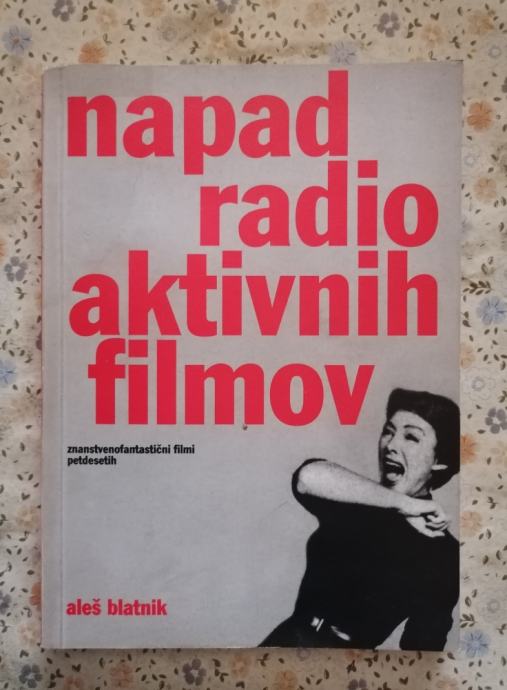 napad
radio
aktivnih
filmov
znanstvenofantastični filmi
petdesetih
aleš blatnik